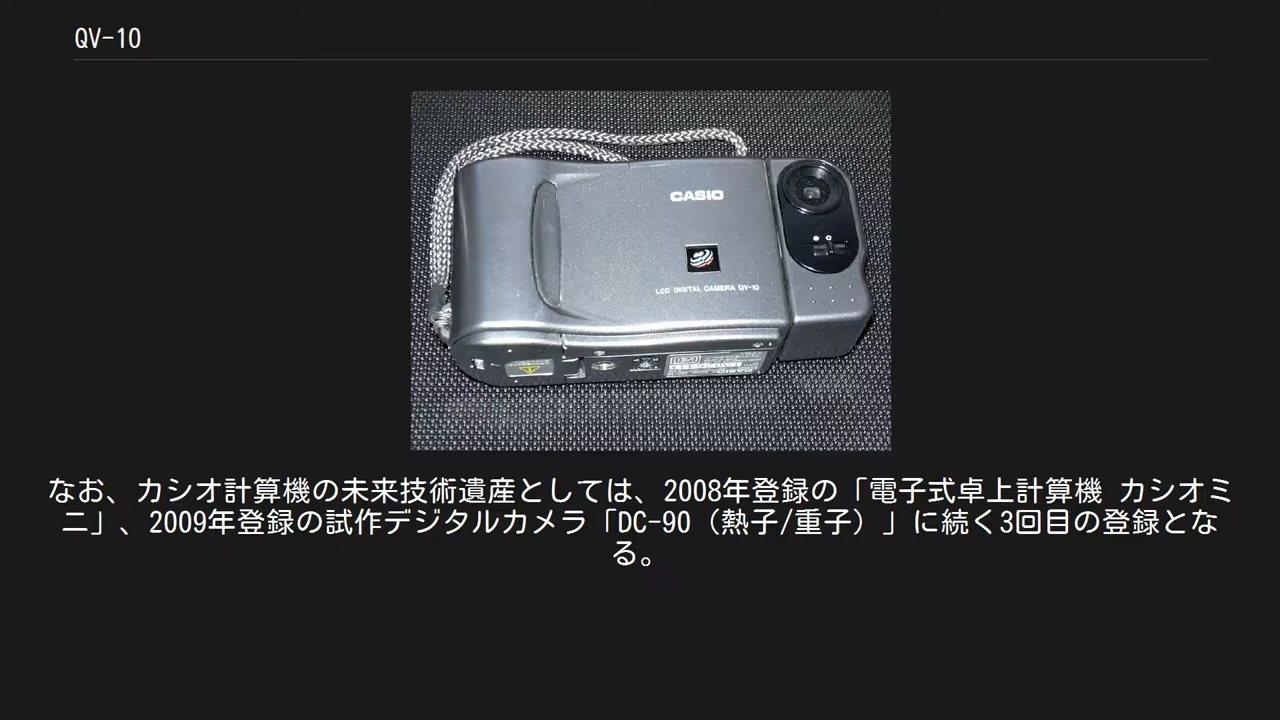 QV-10
CASIO
LCD DIGITAL CAMERA QV-10
CASIO
なお、カシオ計算機の未来技術遺産としては、2008年登録の「電子式卓上計算機 カシオミ
ニ」、2009年登録の試作デジタルカメラ「DC-90（熱子/重子）」に続く3回目の登録とな
る。